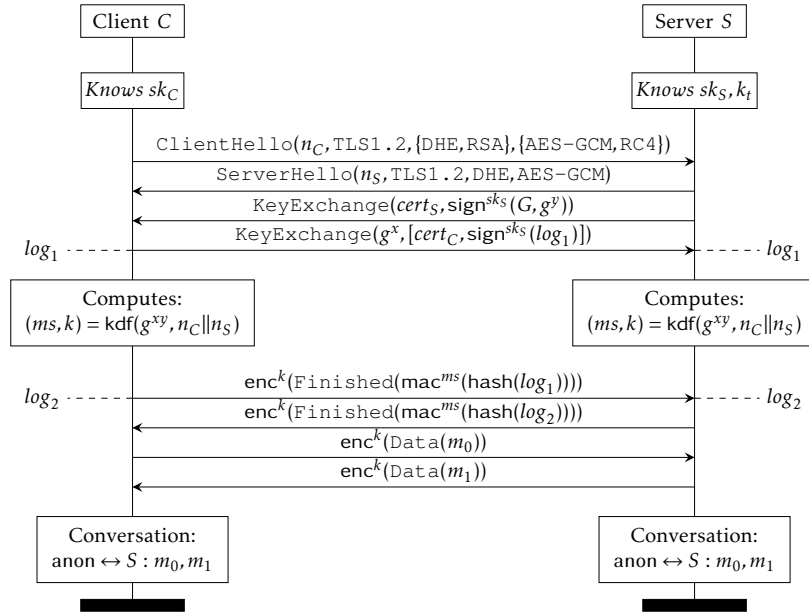 Client C Server S
Knows sk_C Knows sk_S, k_t
ClientHello(n_C, TLS1.2, {DHE,RSA}, {AES-GCM,RC4})
ServerHello(n_S, TLS1.2, DHE, AES-GCM)
KeyExchange(cert_S, sign^{sk_S}(G, g^y))
KeyExchange(g^x, [cert_C, sign^{sk_S}(log_1)])
log_1 log_1
Computes: Computes:
(ms, k) = kdf(g^{xy}, n_C||n_S) (ms, k) = kdf(g^{xy}, n_C||n_S)
enc^k(Finished(mac^{ms}(hash(log_1))))
log_2 log_2
enc^k(Finished(mac^{ms}(hash(log_2))))
enc^k(Data(m_0))
enc^k(Data(m_1))
Conversation: Conversation:
anon ↔ S : m_0, m_1 anon ↔ S : m_0, m_1